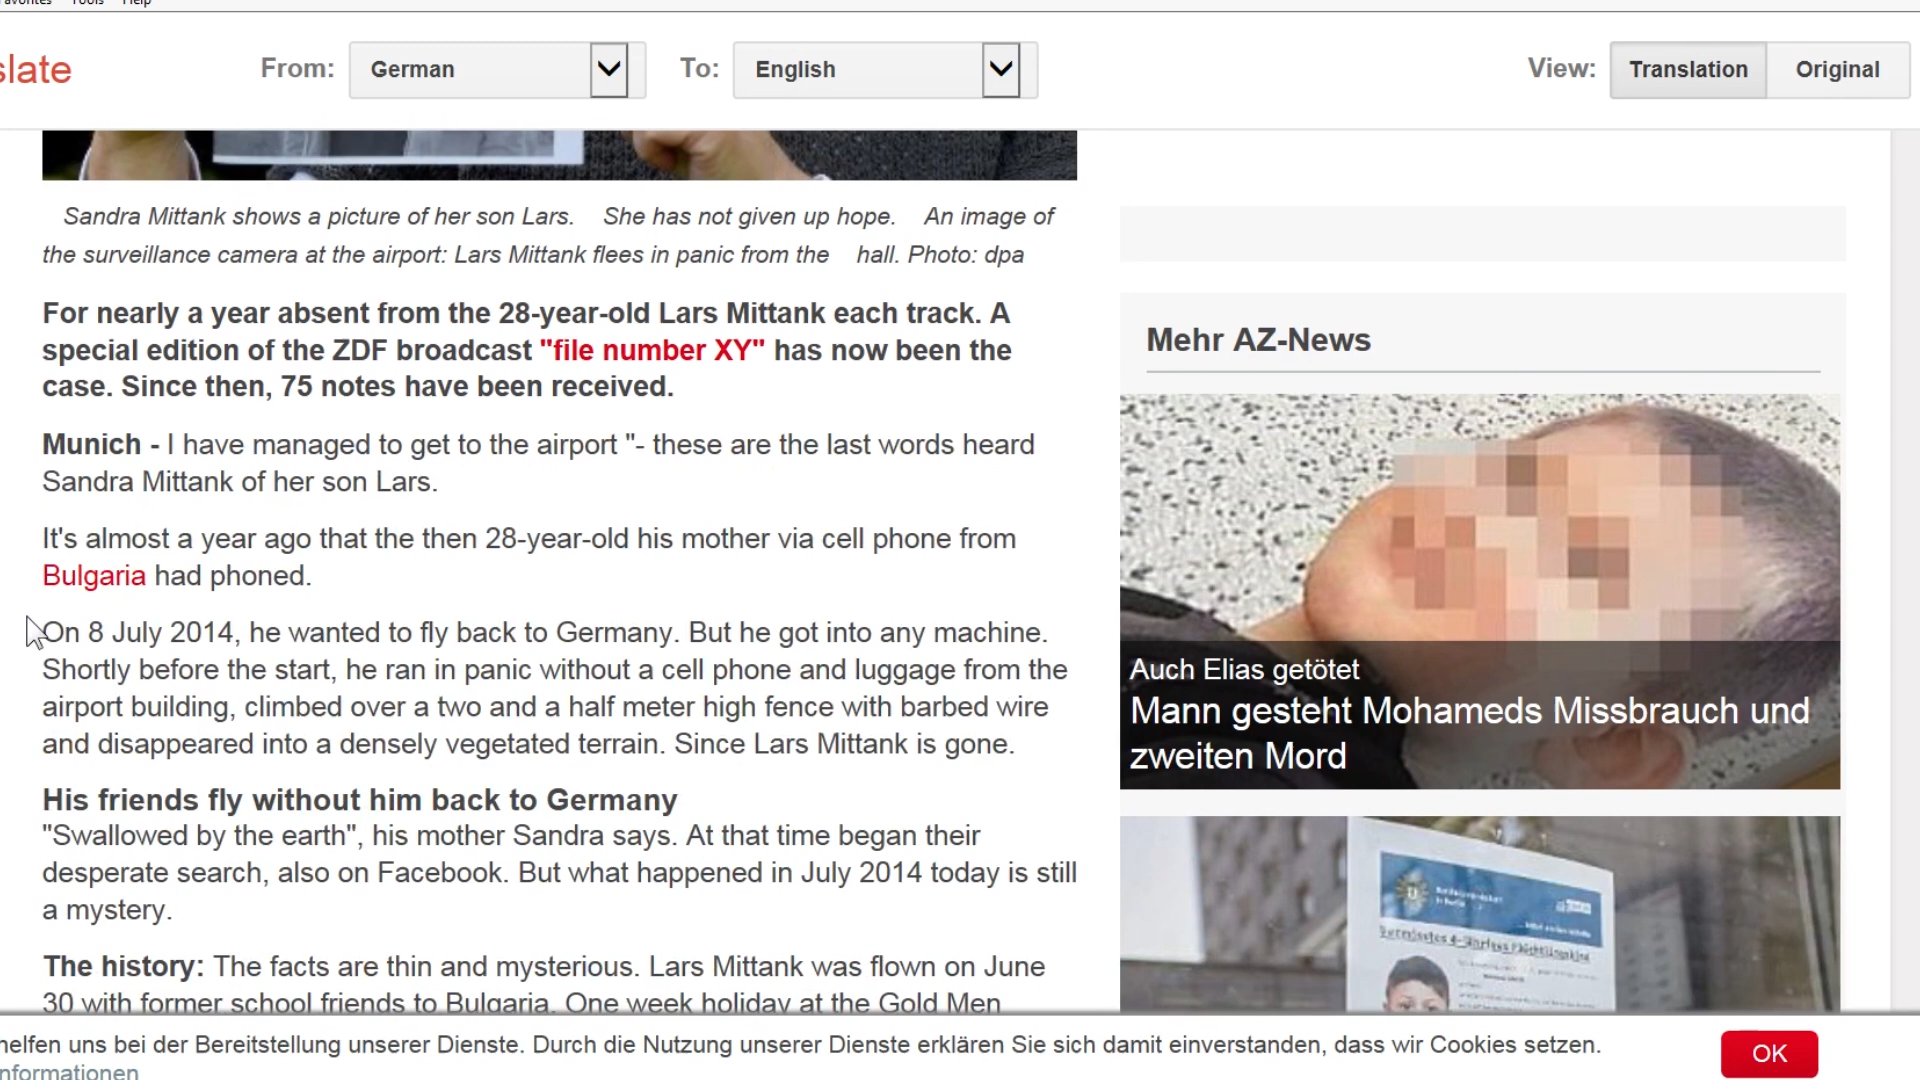 Tools
Help
slate
From:
German
To:
English
View:
Translation
Original
Sandra Mittank shows a picture of her son Lars. She has not given up hope. An image of
the surveillance camera at the airport: Lars Mittank flees in panic from the hall. Photo: dpa
For nearly a year absent from the 28-year-old Lars Mittank each track. A
special edition of the ZDF broadcast "file number XY" has now been the
case. Since then, 75 notes have been received.
Munich - I have managed to get to the airport "- these are the last words heard
Sandra Mittank of her son Lars.
It's almost a year ago that the then 28-year-old his mother via cell phone from
Bulgaria had phoned.
On 8 July 2014, he wanted to fly back to Germany. But he got into any machine.
Shortly before the start, he ran in panic without a cell phone and luggage from the
airport building, climbed over a two and a half meter high fence with barbed wire
and disappeared into a densely vegetated terrain. Since Lars Mittank is gone.
His friends fly without him back to Germany
"Swallowed by the earth", his mother Sandra says. At that time began their
desperate search, also on Facebook. But what happened in July 2014 today is still
a mystery.
The history: The facts are thin and mysterious. Lars Mittank was flown on June
30 with former school friends to Bulgaria. One week holiday at the Gold Men
Mehr AZ-News
Auch Elias getötet
Mann gesteht Mohameds Missbrauch und
zweiten Mord
helfen uns bei der Bereitstellung unserer Dienste. Durch die Nutzung unserer Dienste erklären Sie sich damit einverstanden, dass wir Cookies setzen.
nformationen
OK